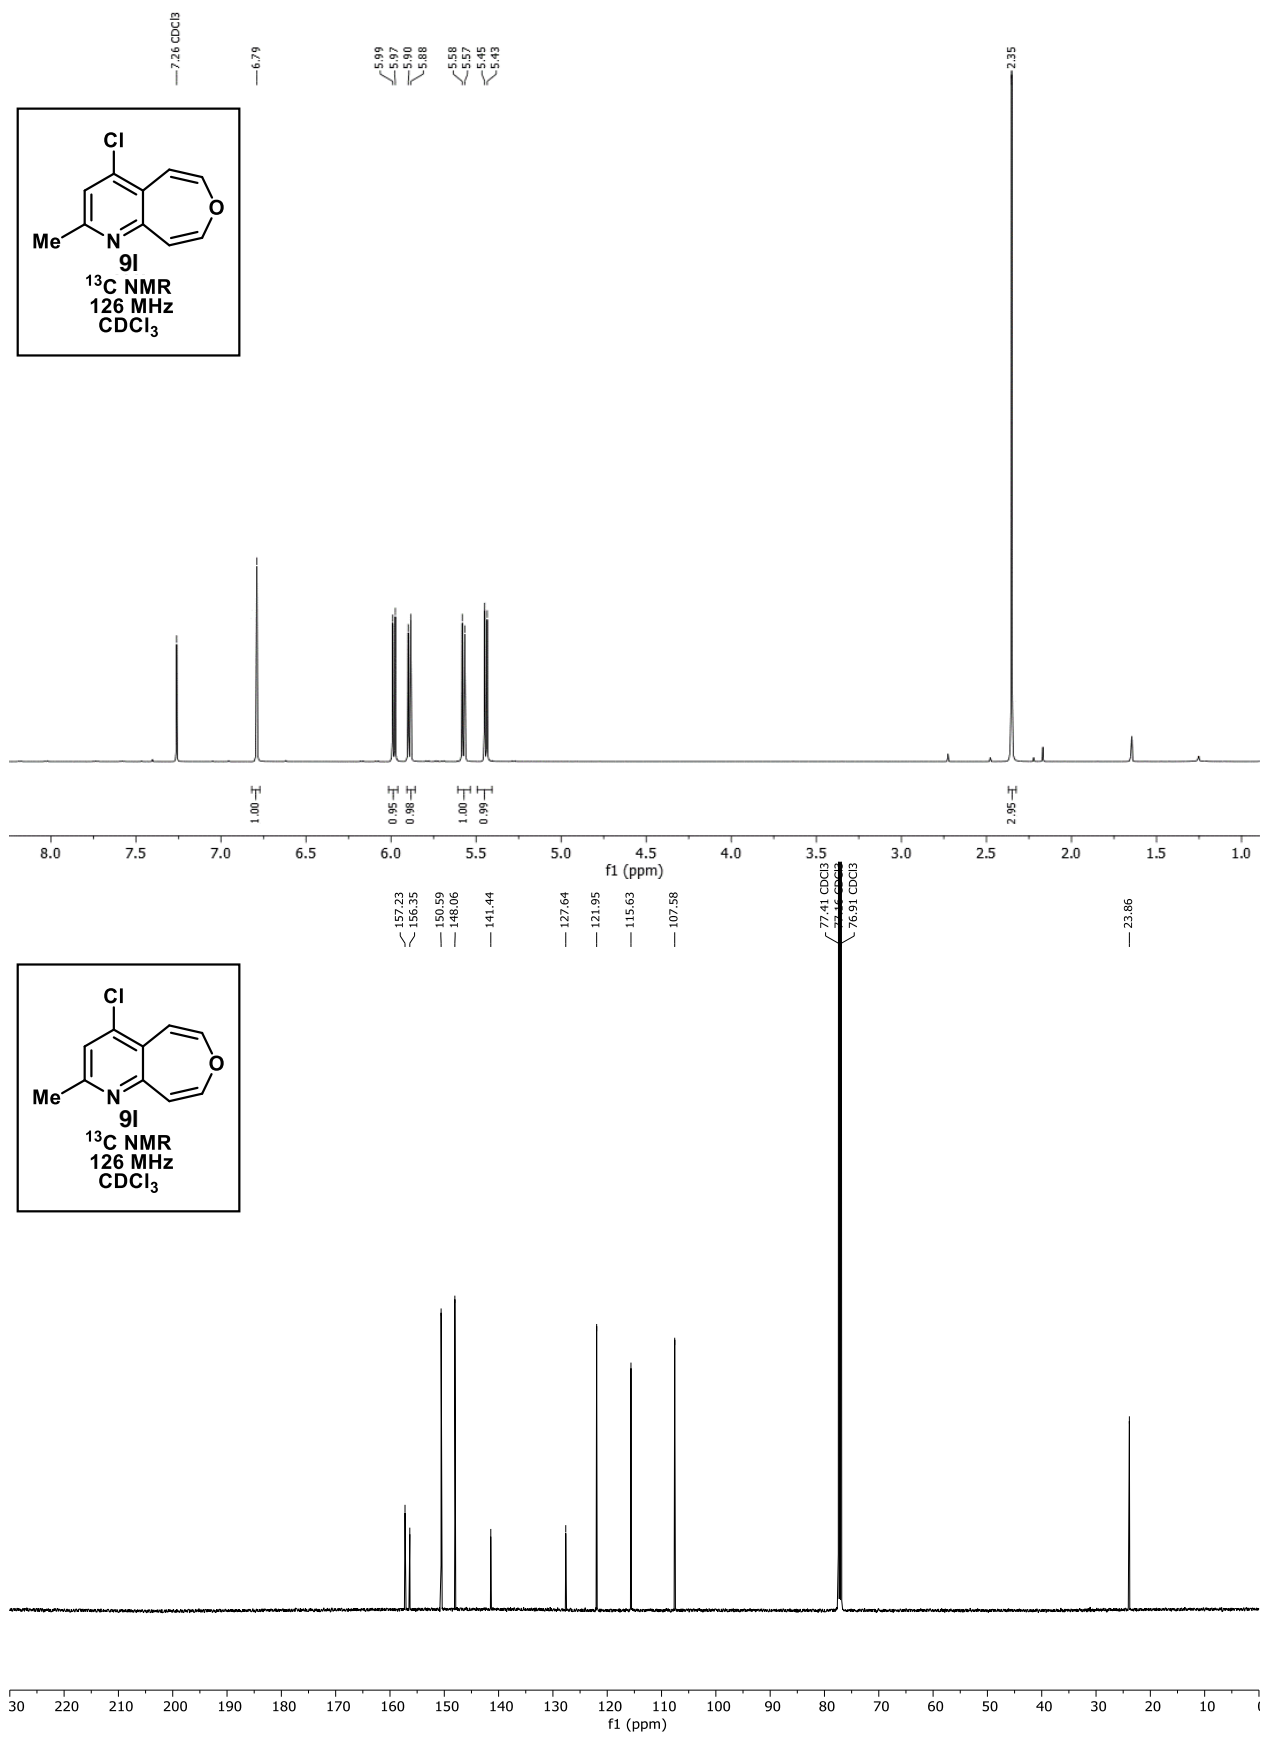 7.26 CDCl3
6.79
5.99
5.97
5.90
5.88
5.58
5.57
5.45
5.43
2.35
Cl
O
Me
N
9l
13C NMR
126 MHz
CDCl3
1.00
0.95
0.98
1.00
0.99
2.95
8.0 7.5 7.0 6.5 6.0 5.5 5.0 4.5 4.0 3.5 3.0 2.5 2.0 1.5 1.0
f1 (ppm)
157.23
156.35
150.59
148.06
141.44
127.64
121.95
115.63
107.58
77.41 CDCl3
77.16 CDCl3
76.91 CDCl3
23.86
Cl
O
Me
N
9l
13C NMR
126 MHz
CDCl3
30 220 210 200 190 180 170 160 150 140 130 120 110 100 90 80 70 60 50 40 30 20 10
f1 (ppm)